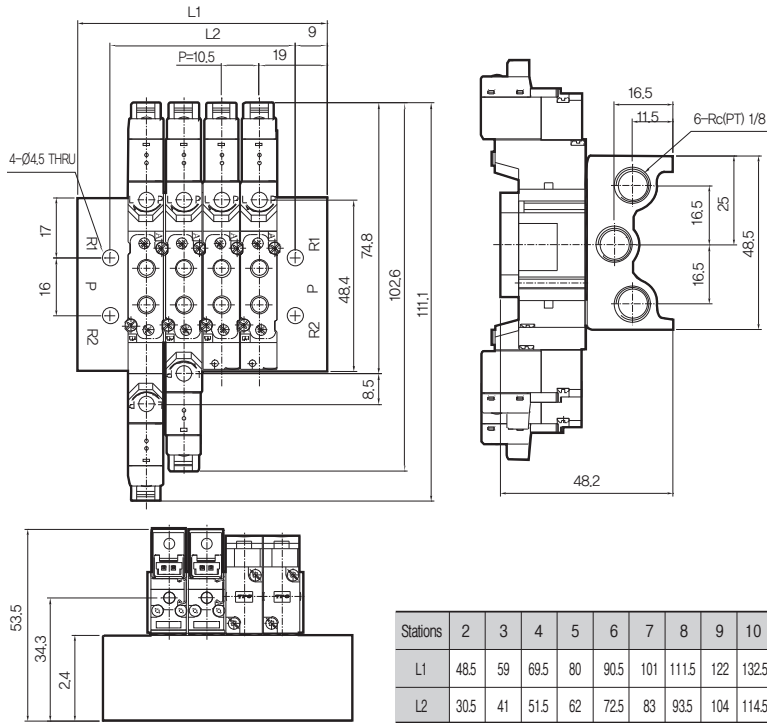 L1
L2
9
P=10.5
19
4-Ø4.5 THRU
17
16
R1
P
R2
R1
P
R2
74.8
48.4
102.6
111.1
8.5
16.5
11.5
6-Rc(PT) 1/8
16.5
25
48.5
16.5
48.2
53.5
34.3
2.4
Stations 2 3 4 5 6 7 8 9 10
L1 48.5 59 69.5 80 90.5 101 111.5 122 132.5
L2 30.5 41 51.5 62 72.5 83 93.5 104 114.5